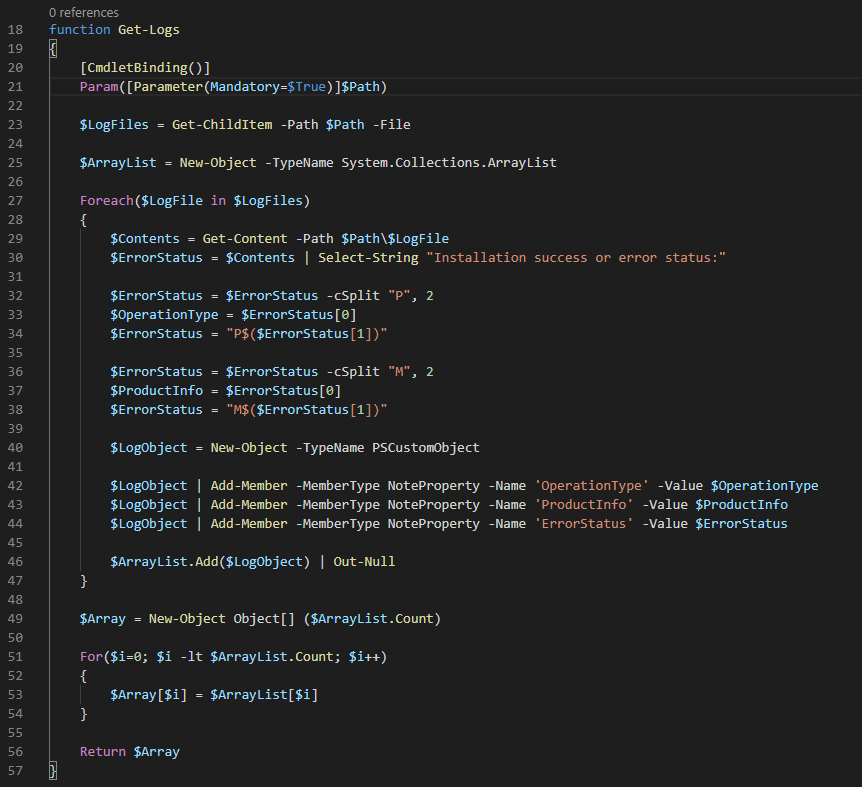 0 references
18 function Get-Logs
19 {
20     [CmdletBinding()]
21     Param([Parameter(Mandatory=$True)]$Path)
22
23     $LogFiles = Get-ChildItem -Path $Path -File
24
25     $ArrayList = New-Object -TypeName System.Collections.ArrayList
26
27     Foreach($LogFile in $LogFiles)
28     {
29         $Contents = Get-Content -Path $Path\$LogFile
30         $ErrorStatus = $Contents | Select-String "Installation success or error status:"
31
32         $ErrorStatus = $ErrorStatus -cSplit "P", 2
33         $OperationType = $ErrorStatus[0]
34         $ErrorStatus = "P$($ErrorStatus[1])"
35
36         $ErrorStatus = $ErrorStatus -cSplit "M", 2
37         $ProductInfo = $ErrorStatus[0]
38         $ErrorStatus = "M$($ErrorStatus[1])"
39
40         $LogObject = New-Object -TypeName PSCustomObject
41
42         $LogObject | Add-Member -MemberType NoteProperty -Name 'OperationType' -Value $OperationType
43         $LogObject | Add-Member -MemberType NoteProperty -Name 'ProductInfo' -Value $ProductInfo
44         $LogObject | Add-Member -MemberType NoteProperty -Name 'ErrorStatus' -Value $ErrorStatus
45
46         $ArrayList.Add($LogObject) | Out-Null
47     }
48
49     $Array = New-Object Object[] ($ArrayList.Count)
50
51     For($i=0; $i -lt $ArrayList.Count; $i++)
52     {
53         $Array[$i] = $ArrayList[$i]
54     }
55
56     Return $Array
57 }